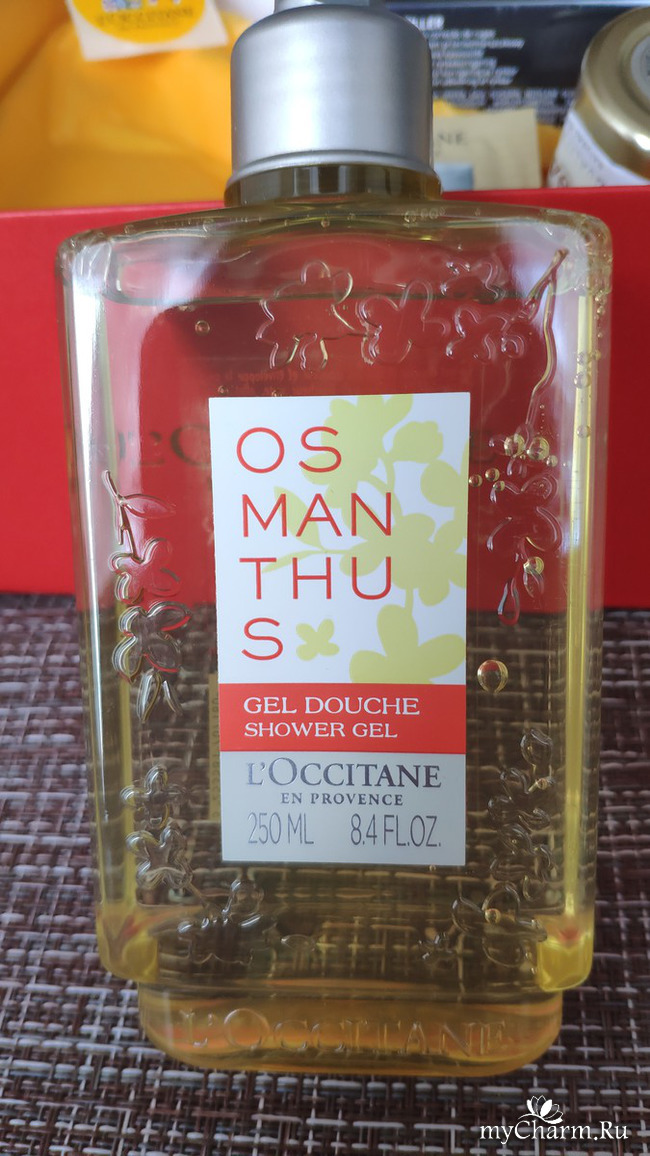 L'OCCITANE
OS
MAN
THU
S
GEL DOUCHE
SHOWER GEL
L'OCCITANE
EN PROVENCE
250 ML 8.4 FL.OZ.
L'OCCITANE
myCharm.Ru